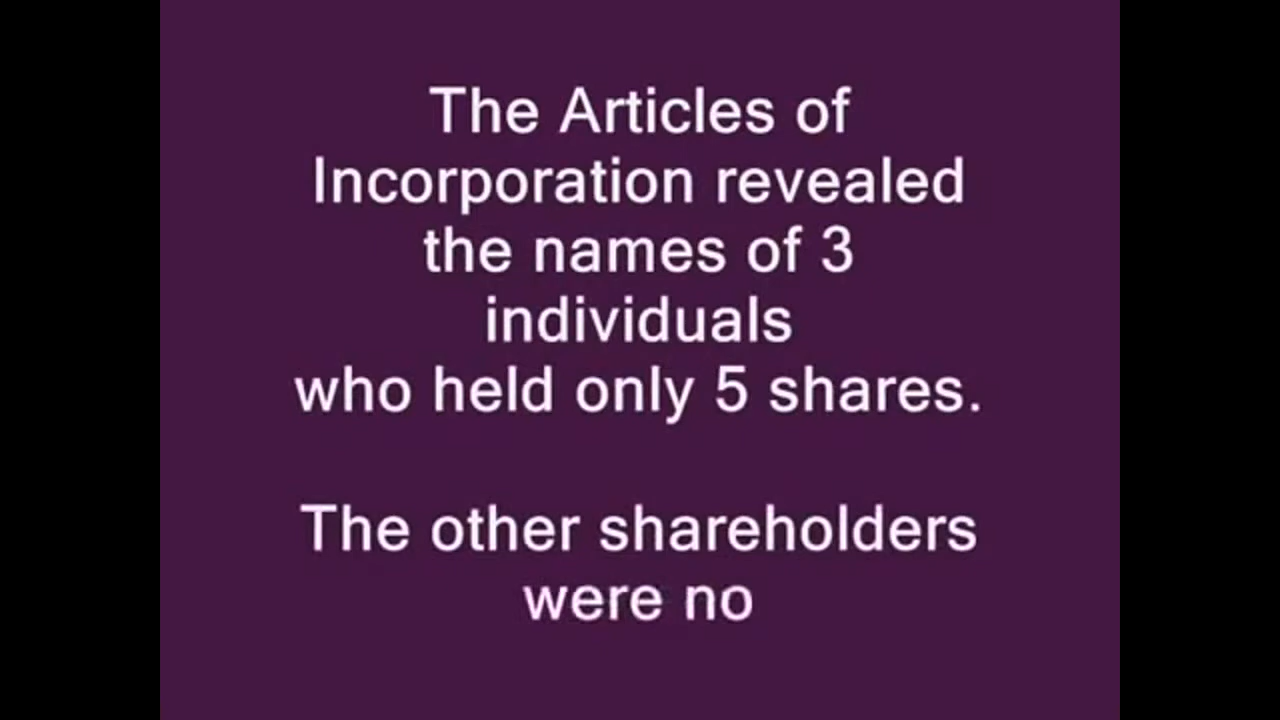 The Articles of
Incorporation revealed
the names of 3
individuals
who held only 5 shares.
The other shareholders
were no